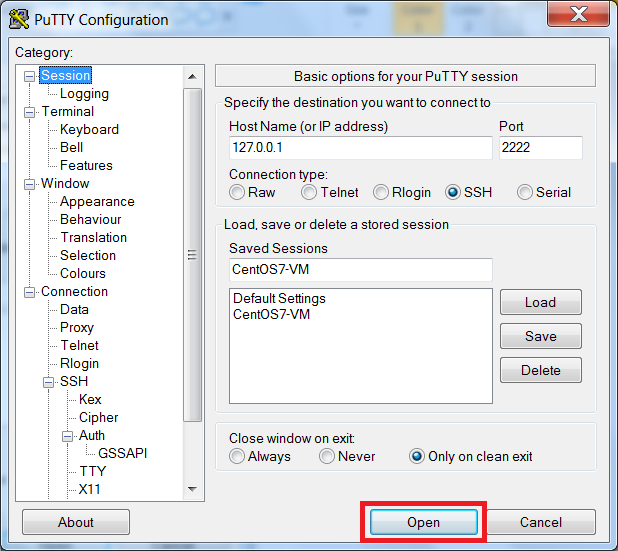 PuTTY Configuration
Category:
Session
Logging
Terminal
Keyboard
Bell
Features
Window
Appearance
Behaviour
Translation
Selection
Colours
Connection
Data
Proxy
Telnet
Rlogin
SSH
Kex
Cipher
Auth
GSSAPI
TTY
X11
Basic options for your PuTTY session
Specify the destination you want to connect to
Host Name (or IP address) Port
127.0.0.1 2222
Connection type:
Raw Telnet Rlogin SSH Serial
Load, save or delete a stored session
Saved Sessions
CentOS7-VM
Default Settings
CentOS7-VM
Load
Save
Delete
Close window on exit:
Always Never Only on clean exit
About Open Cancel